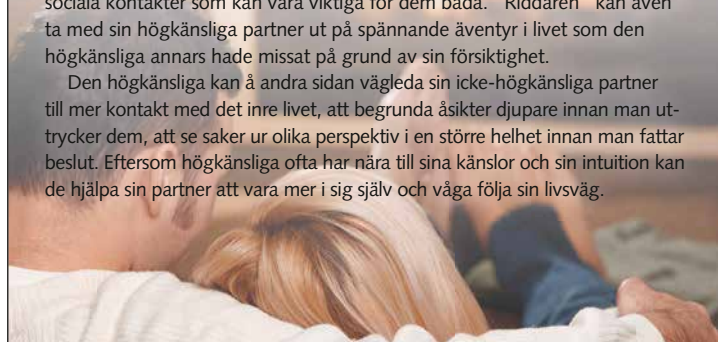 sociala kontakter som kan vara viktiga för dem båda. "Riddaren" kan även
ta med sin högkänsliga partner ut på spännande äventyr i livet som den
högkänsliga annars hade missat på grund av sin försiktighet.
Den högkänsliga kan å andra sidan vägleda sin icke-högkänsliga partner
till mer kontakt med det inre livet, att begrunda åsikter djupare innan man ut-
trycker dem, att se saker ur olika perspektiv i en större helhet innan man fattar
beslut. Eftersom högkänsliga ofta har nära till sina känslor och sin intuition kan
de hjälpa sin partner att vara mer i sig själv och våga följa sin livsväg.